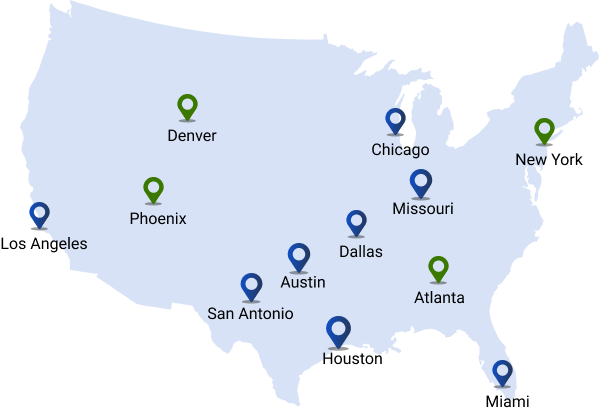 Denver
Chicago
New York
Phoenix
Missouri
Los Angeles
Dallas
Austin
Atlanta
San Antonio
Houston
Miami